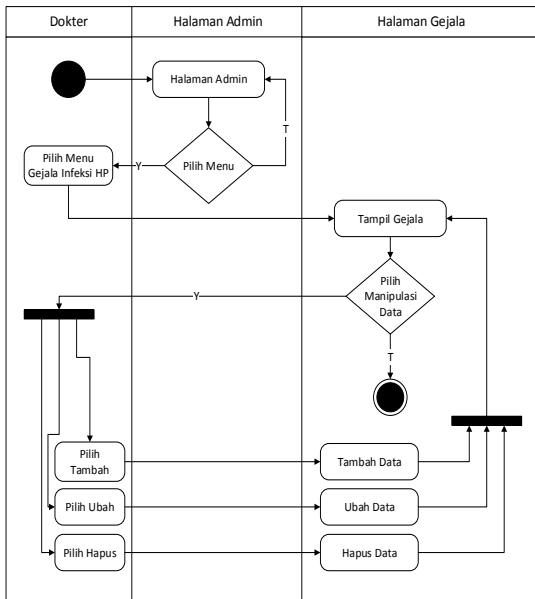 Dokter
Halaman Admin
Halaman Gejala
Halaman Admin
T
Pilih Menu
Gejala Infeksi HP
Y
Pilih Menu
Tampil Gejala
Pilih
Manipulasi
Data
Y
T
Pilih
Tambah
Tambah Data
Pilih Ubah
Ubah Data
Pilih Hapus
Hapus Data